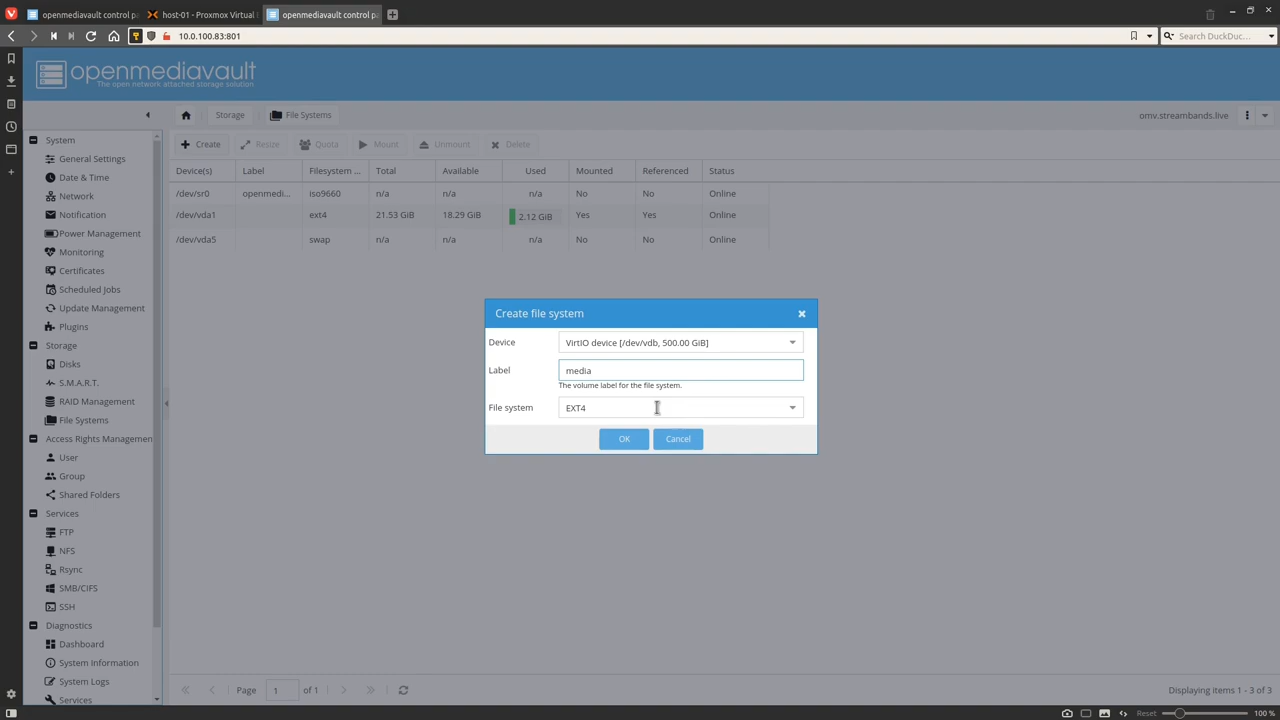 openmediavault control pa
host-01 - Proxmox Virtual
openmediavault control pa
10.0.100.83:801
Search DuckDuc...
openmediavault
The open network attached storage solution
Storage
File Systems
omv.streambands.live
System
General Settings
Date & Time
Network
Notification
Power Management
Monitoring
Certificates
Scheduled Jobs
Update Management
Plugins
Storage
Disks
S.M.A.R.T.
RAID Management
File Systems
Access Rights Management
User
Group
Shared Folders
Services
FTP
NFS
Rsync
SMB/CIFS
SSH
Diagnostics
Dashboard
System Information
System Logs
Services
Create Resize Quota Mount Unmount Delete
Device(s) Label Filesystem ... Total Available Used Mounted Referenced Status
/dev/sr0 openmedi... iso9660 n/a n/a n/a No No Online
/dev/vda1 ext4 21.53 GiB 18.29 GiB 2.12 GiB Yes Yes Online
/dev/vda5 swap n/a n/a n/a No No Online
Create file system
Device VirtIO device [/dev/vdb, 500.00 GiB]
Label media
The volume label for the file system.
File system EXT4
OK Cancel
Page 1 of 1
Displaying items 1 - 3 of 3
Reset 100 %